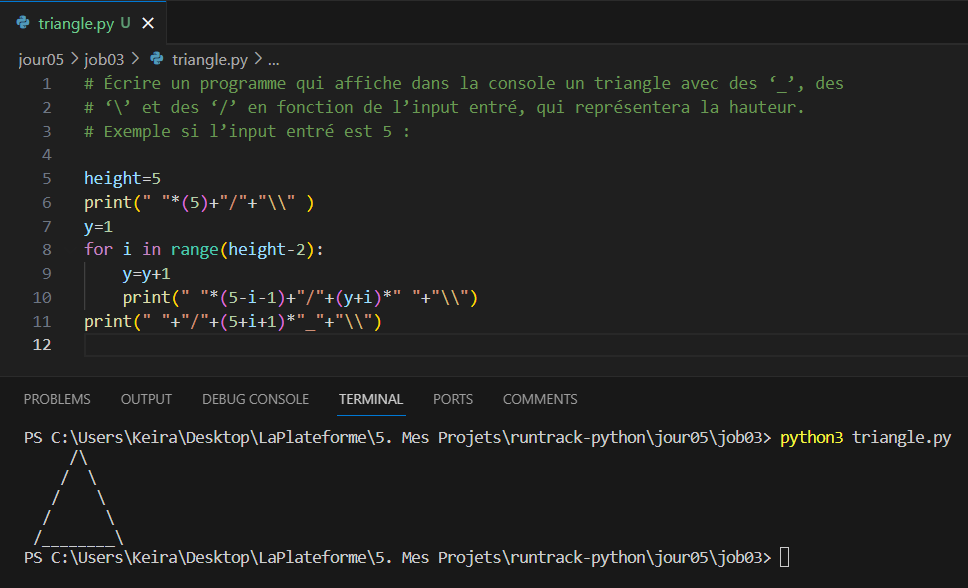 triangle.py U ×
jour05 > job03 > triangle.py > ...
1 # Écrire un programme qui affiche dans la console un triangle avec des ‘_’, des
2 # ‘\’ et des ‘/’ en fonction de l’input entré, qui représentera la hauteur.
3 # Exemple si l’input entré est 5 :
4
5 height=5
6 print(" "*(5)+"/"+"\\" )
7 y=1
8 for i in range(height-2):
9     y=y+1
10     print(" "*(5-i-1)+"/"+(y+i)*" "+"\\")
11 print(" "+"/"+(5+i+1)*"_"+"\\")
12
PROBLEMS OUTPUT DEBUG CONSOLE TERMINAL PORTS COMMENTS
PS C:\Users\Keira\Desktop\LaPlateforme\5. Mes Projets\runtrack-python\jour05\job03> python3 triangle.py
     /\
    /  \
   /    \
  /      \
 /________\
PS C:\Users\Keira\Desktop\LaPlateforme\5. Mes Projets\runtrack-python\jour05\job03>